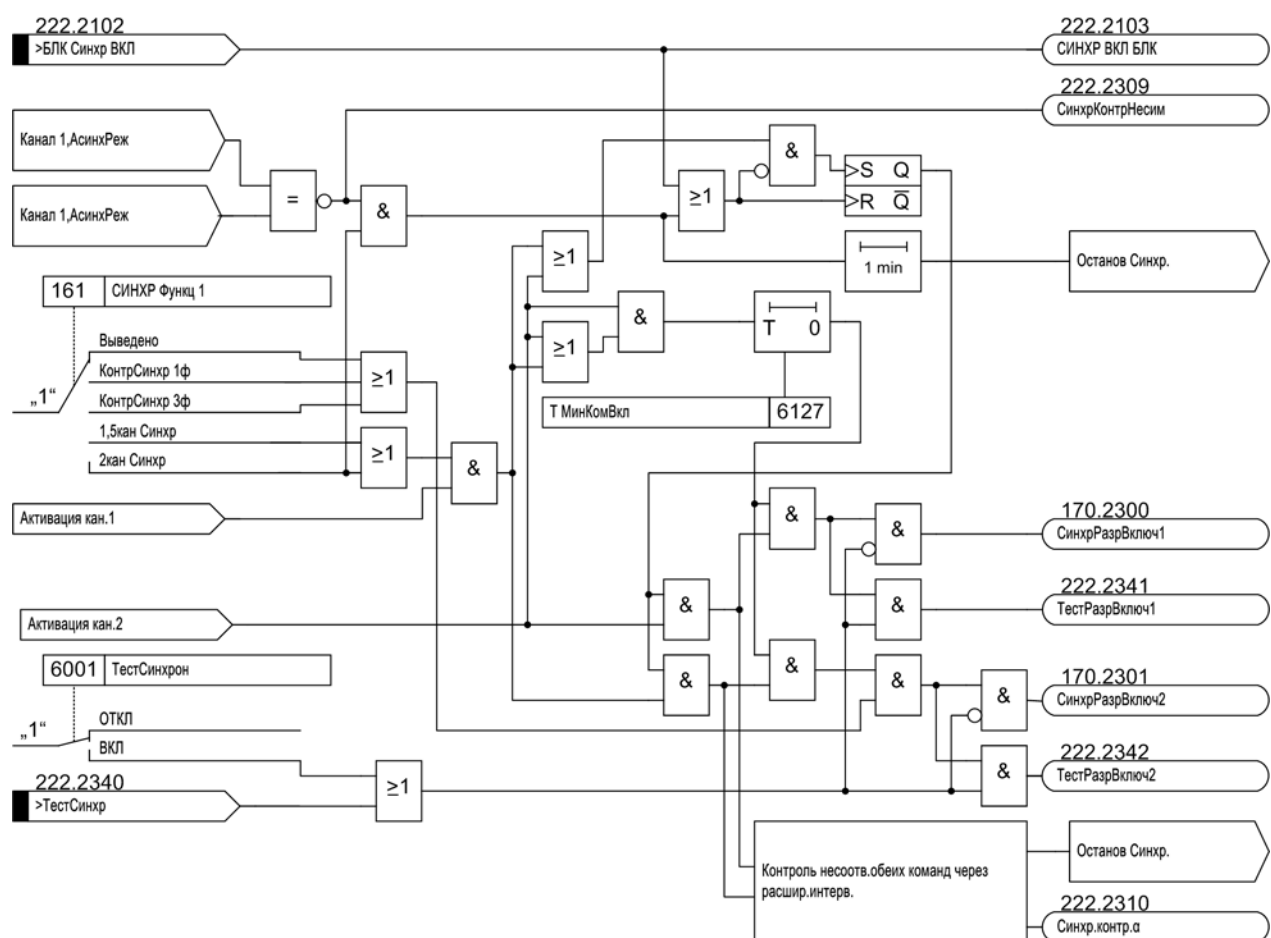 222.2102
>БЛК Синхр ВКЛ
222.2103
СИНХР ВКЛ БЛК
222.2309
СинхрКонтрНесим
Канал 1,АсинхРеж
Канал 1,АсинхРеж
=
&
≥1
&
>S Q
>R Q̅
1 min
Останов Синхр.
161 СИНХР Функц 1
≥1
&
≥1
T 0
Выведено
КонтрСинхр 1ф
КонтрСинхр 3ф
„1“
≥1
Т МинКомВкл 6127
1,5кан Синхр
2кан Синхр
≥1
&
Активация кан.1
&
&
170.2300
СинхрРазрВключ1
222.2341
ТестРазрВключ1
&
&
Активация кан.2
6001 ТестСинхрон
&
&
&
&
170.2301
СинхрРазрВключ2
„1“
ОТКЛ
ВКЛ
222.2340
>ТестСинхр
≥1
&
222.2342
ТестРазрВключ2
Контроль несоотв.обеих команд через
расшир.интерв.
Останов Синхр.
222.2310
Синхр.контр.α